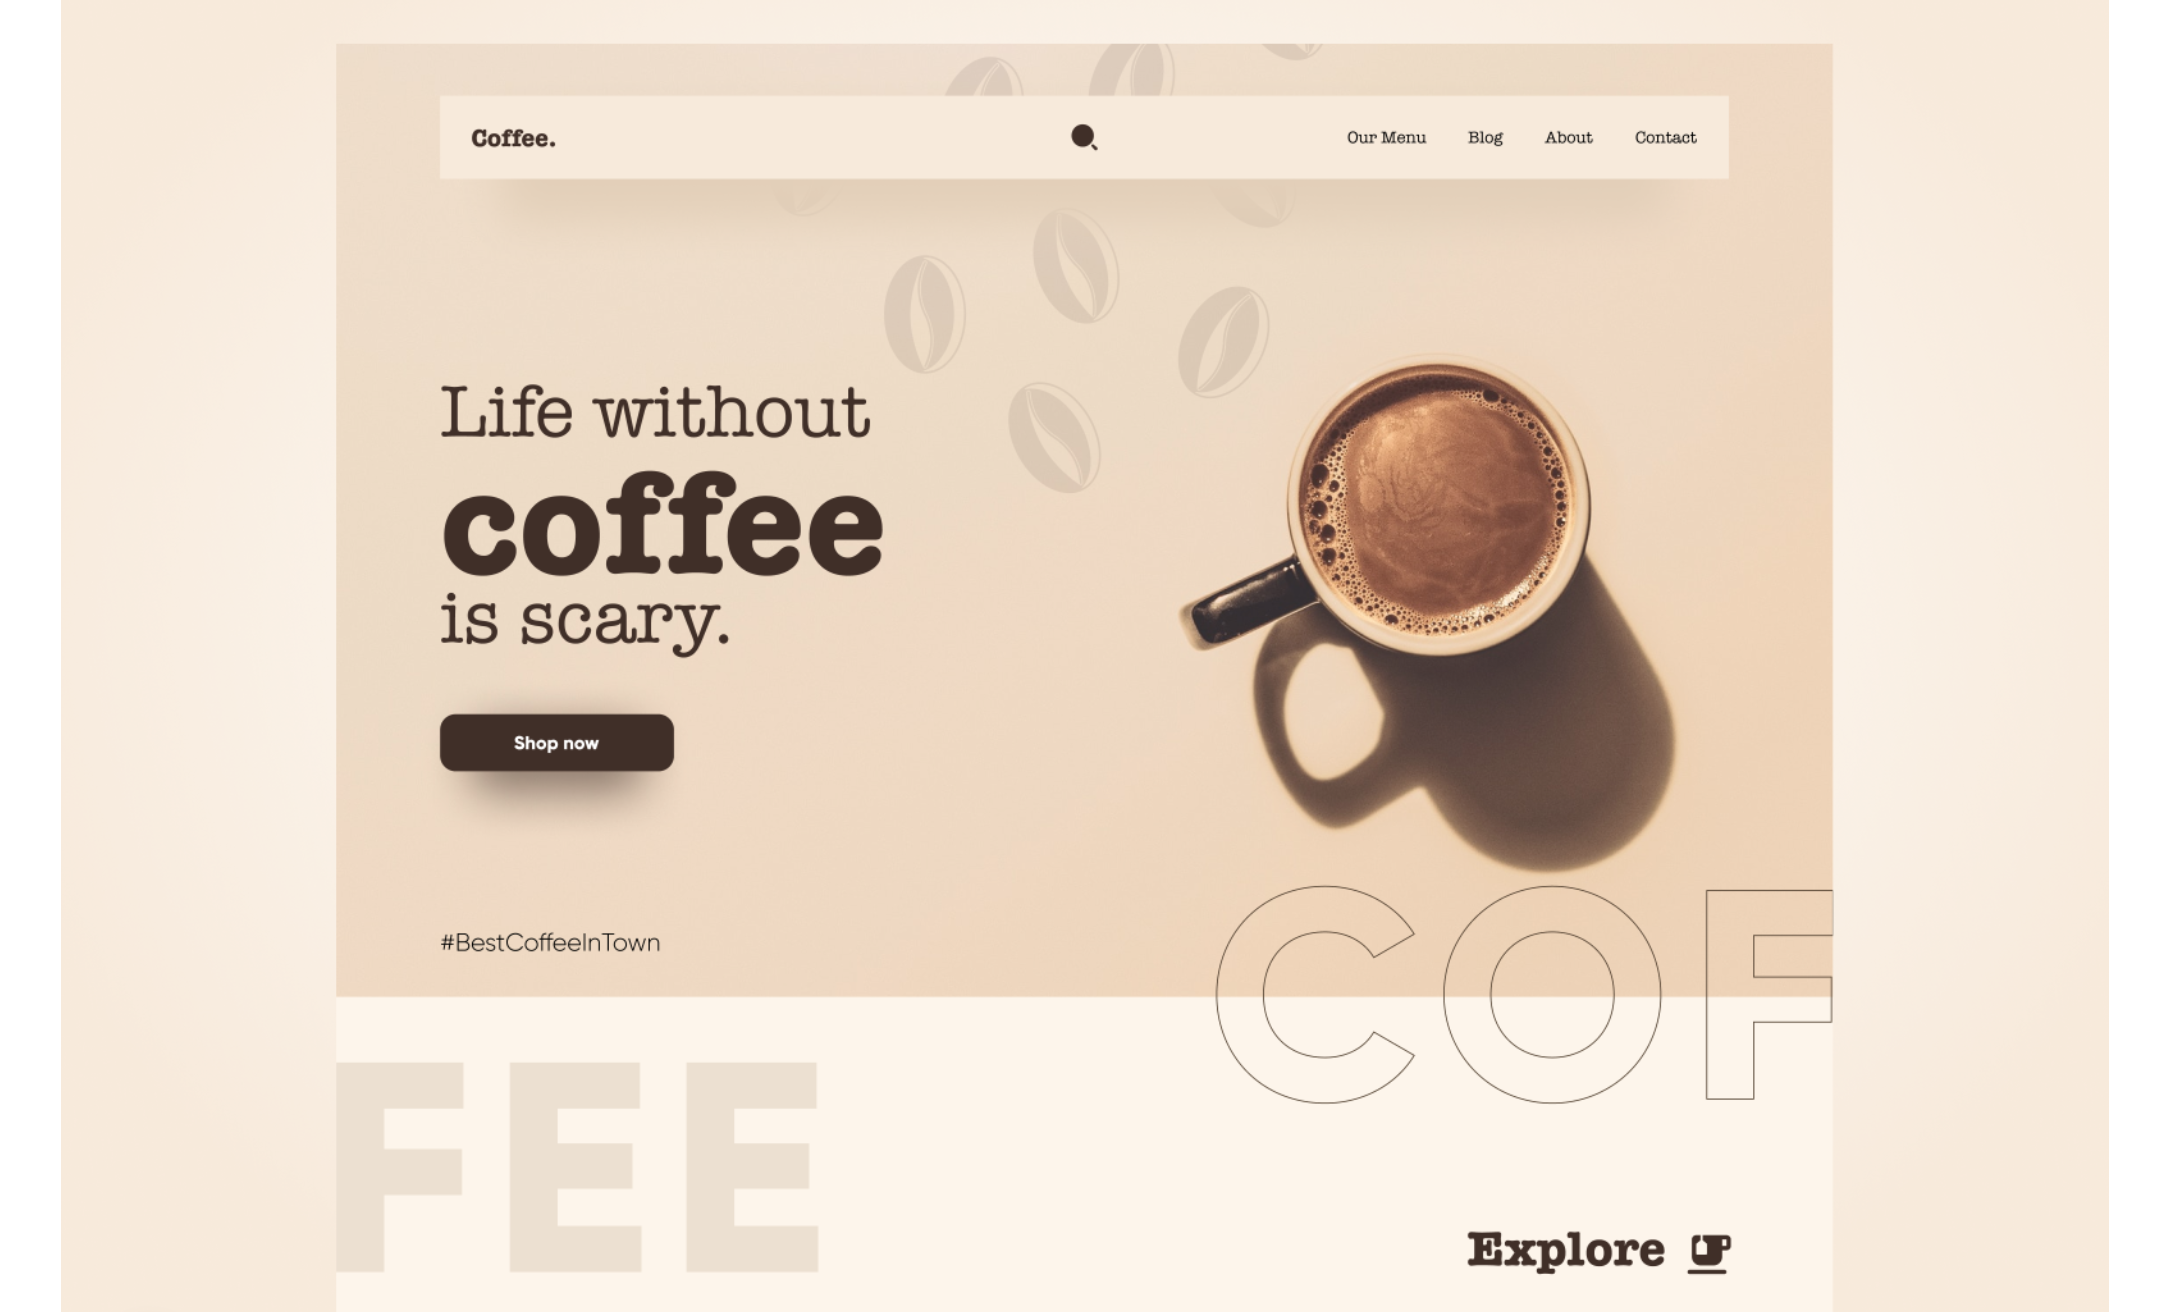 Coffee.
Our Menu Blog About Contact
Life without
coffee
is scary.
Shop now
#BestCoffeeInTown
COF
FEE
Explore